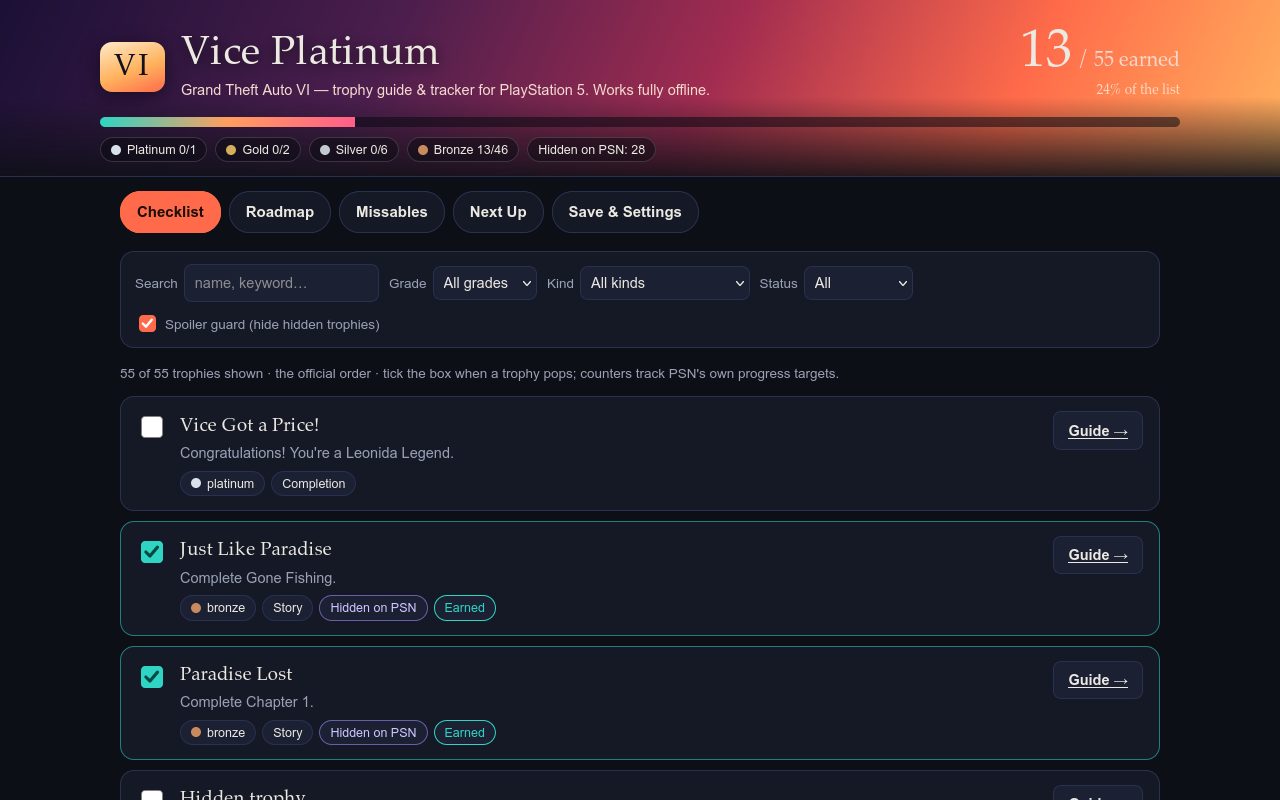 VI
Vice Platinum
Grand Theft Auto VI — trophy guide & tracker for PlayStation 5. Works fully offline.
13 / 55 earned
24% of the list
Platinum 0/1
Gold 0/2
Silver 0/6
Bronze 13/46
Hidden on PSN: 28
Checklist
Roadmap
Missables
Next Up
Save & Settings
Search
name, keyword…
Grade
All grades
Kind
All kinds
Status
All
Spoiler guard (hide hidden trophies)
55 of 55 trophies shown · the official order · tick the box when a trophy pops; counters track PSN's own progress targets.
Vice Got a Price!
Guide →
Congratulations! You're a Leonida Legend.
platinum
Completion
Just Like Paradise
Guide →
Complete Gone Fishing.
bronze
Story
Hidden on PSN
Earned
Paradise Lost
Guide →
Complete Chapter 1.
bronze
Story
Hidden on PSN
Earned
Hidden trophy